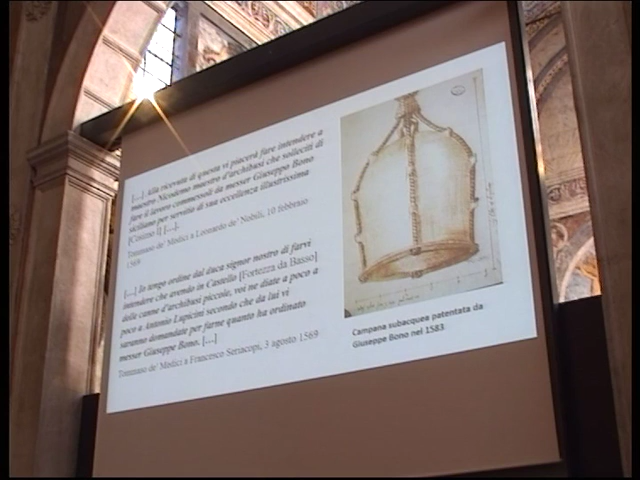 [...] Alla ricevuta di questa vi piacerà fare intendere a
maestro Nicodemo maestro d'archibusi che solleciti di
fare il lavoro commessoli da messer Giuseppo Bono
siciliano per servitio di sua eccellenza illustrissima
[Cosimo I] [...].
Tommaso de' Medici a Leonardo de' Nobili, 10 febbraio
1568
[...] Io tengo ordine dal duca signor nostro di farvi
intendere che avendo in Castello [Fortezza da Basso]
delle canne d'archibusi piccole, voi ne diate a poco a
poco a Antonio Lupicini secondo che da lui vi
saranno domandate per farne quanto ha ordinato
messer Giuseppe Bono. [...]
Tommaso de' Medici a Francesco Seriacopi, 3 agosto 1569
Campana subacquea patentata da
Giuseppe Bono nel 1583